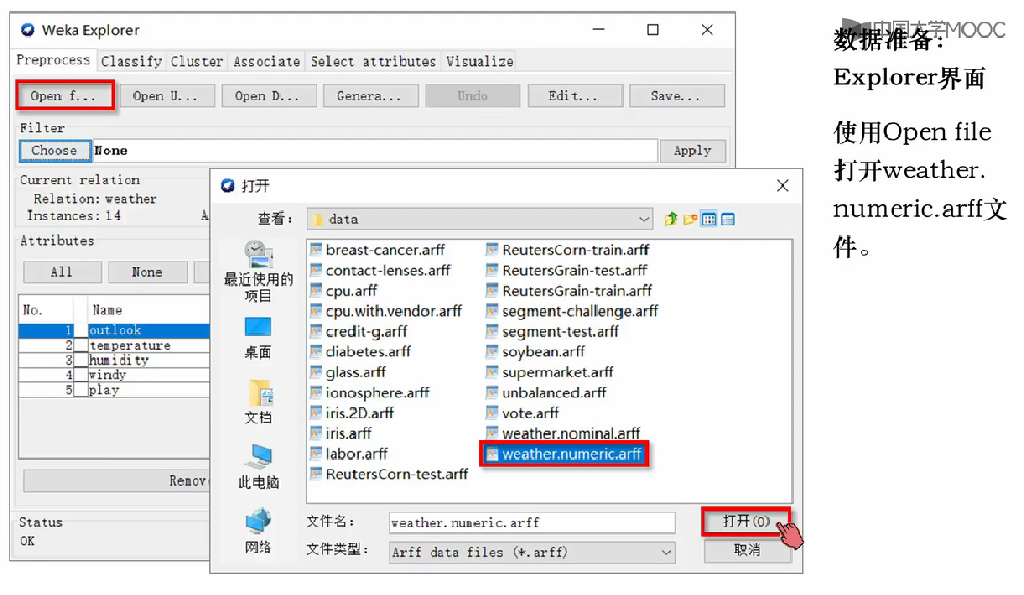 Weka Explorer
Preprocess Classify Cluster Associate Select attributes Visualize
Open f... Open U... Open D... Genera... Undo Edit... Save...
Filter
Choose None Apply
Current relation
Relation: weather
Instances: 14 A
Attributes
All None
No. Name
1 outlook
2 temperature
3 humidity
4 windy
5 play
Remov
Status
OK
打开
查看: data
最近使用的
项目
桌面
文档
此电脑
网络
breast-cancer.arff
contact-lenses.arff
cpu.arff
cpu.with.vendor.arff
credit-g.arff
diabetes.arff
glass.arff
ionosphere.arff
iris.2D.arff
iris.arff
labor.arff
ReutersCorn-test.arff
ReutersCorn-train.arff
ReutersGrain-test.arff
ReutersGrain-train.arff
segment-challenge.arff
segment-test.arff
soybean.arff
supermarket.arff
unbalanced.arff
vote.arff
weather.nominal.arff
weather.numeric.arff
文件名: weather.numeric.arff 打开(O)
文件类型: Arff data files (*.arff) 取消
中国大学MOOC
数据准备:
Explorer界面
使用Open file
打开weather.
numeric.arff文
件。